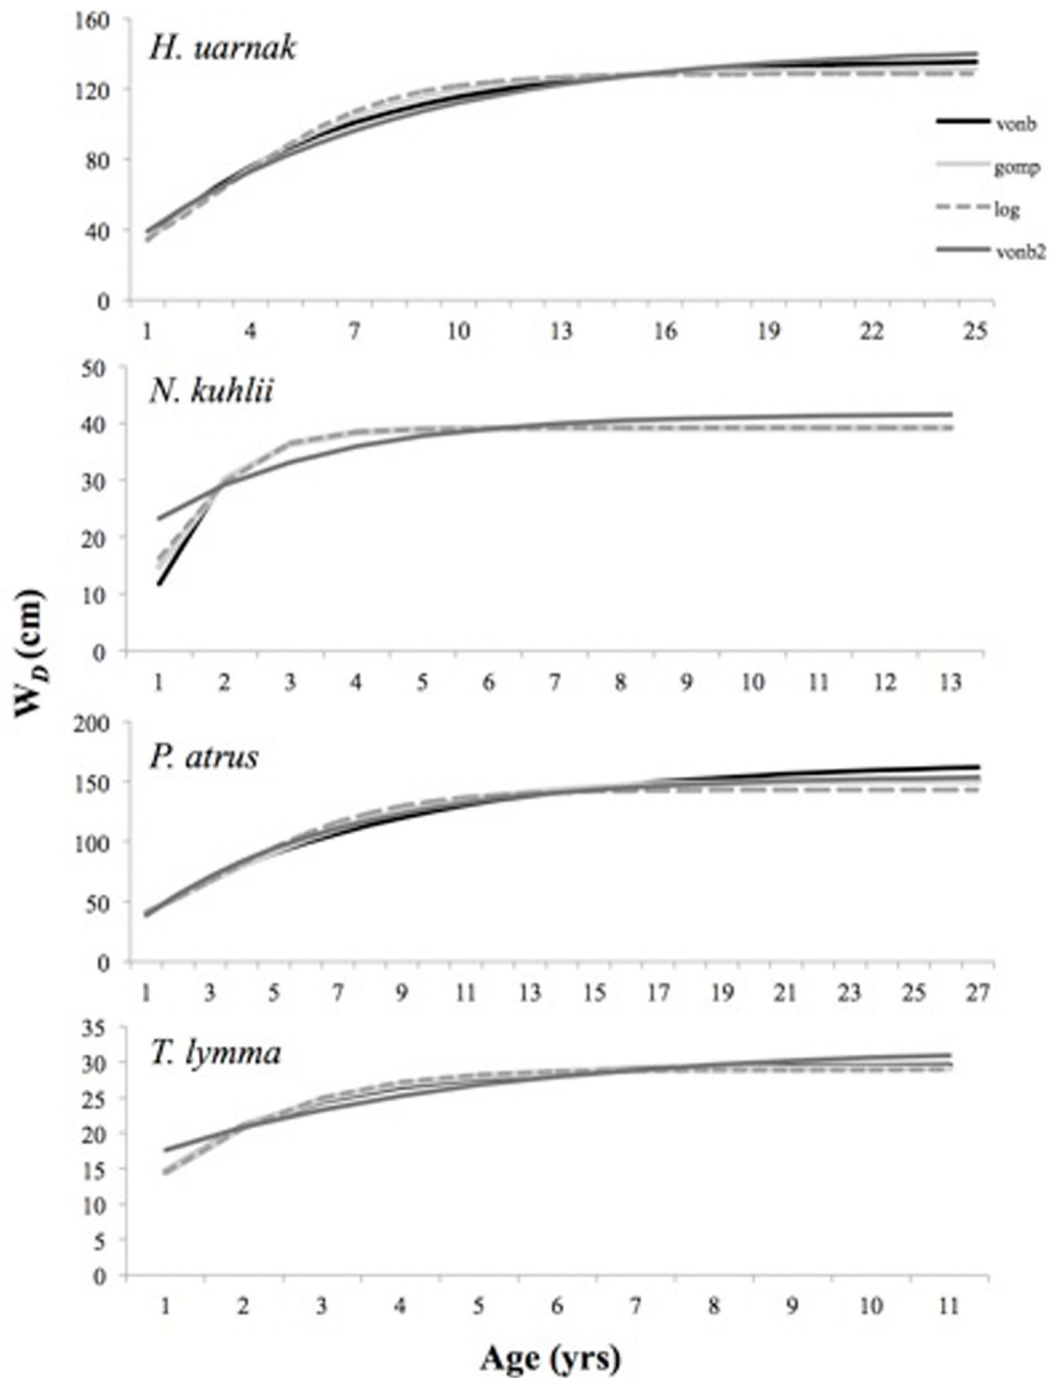 160
H. uarnak
120
80
40
0
1 4 7 10 13 16 19 22 25
vonb
gomp
log
vonb2
50
N. kuhlii
40
30
20
10
0
1 2 3 4 5 6 7 8 9 10 11 12 13
W_D (cm)
200
P. atrus
150
100
50
0
1 3 5 7 9 11 13 15 17 19 21 23 25 27
35
T. lymma
30
25
20
15
10
5
0
1 2 3 4 5 6 7 8 9 10 11
Age (yrs)